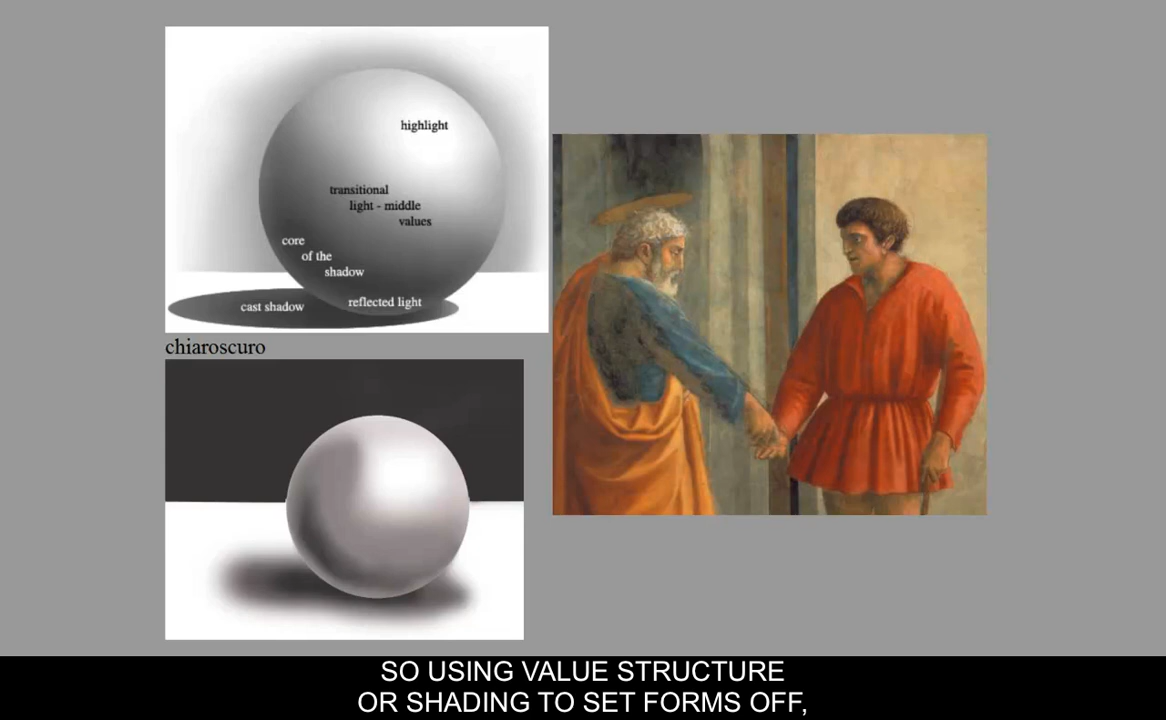 highlight
transitional
light - middle
values
core
of the
shadow
cast shadow
reflected light
chiaroscuro
SO USING VALUE STRUCTURE
OR SHADING TO SET FORMS OFF,